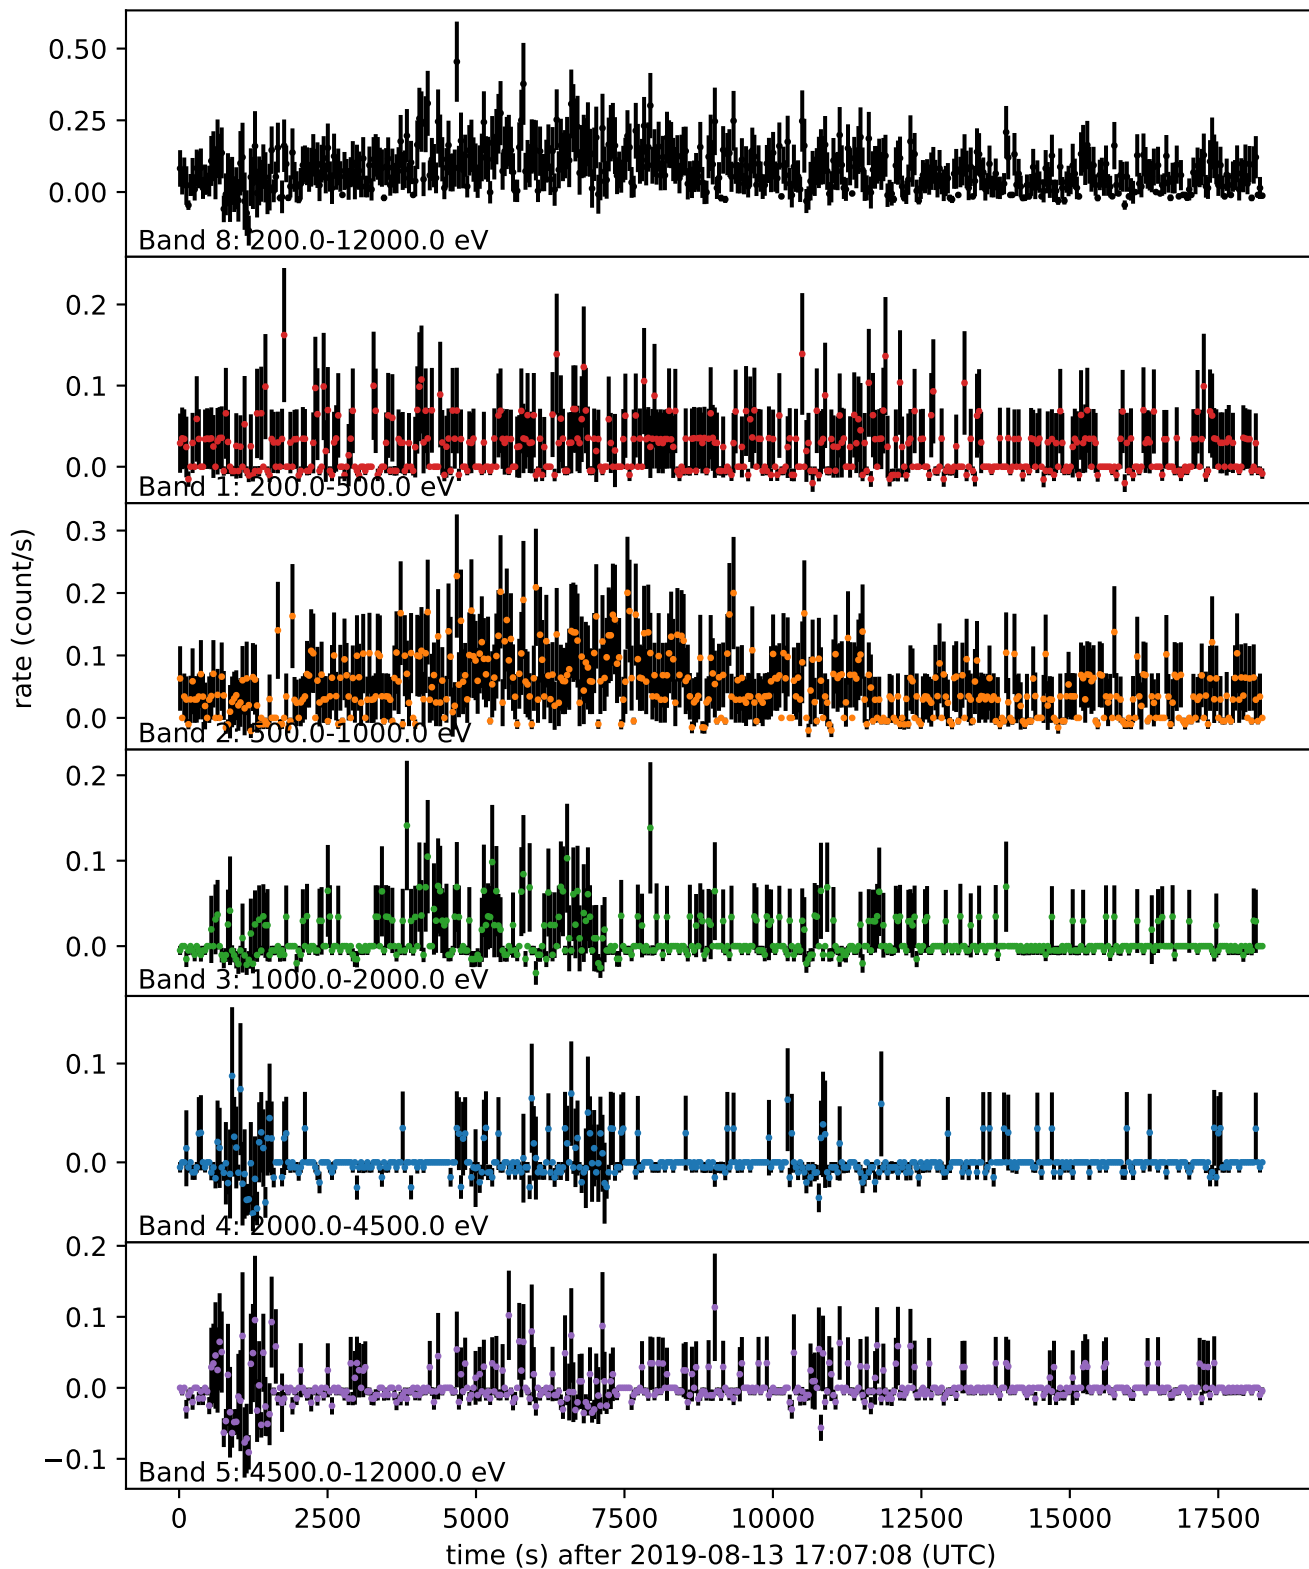 0.50
0.25
0.00
Band 8: 200.0-12000.0 eV
0.2
0.1
0.0
Band 1: 200.0-500.0 eV
0.3
0.2
0.1
0.0
Band 2: 500.0-1000.0 eV
rate (count/s)
0.2
0.1
0.0
Band 3: 1000.0-2000.0 eV
0.1
0.0
Band 4: 2000.0-4500.0 eV
0.2
0.1
0.0
−0.1
Band 5: 4500.0-12000.0 eV
0 2500 5000 7500 10000 12500 15000 17500
time (s) after 2019-08-13 17:07:08 (UTC)